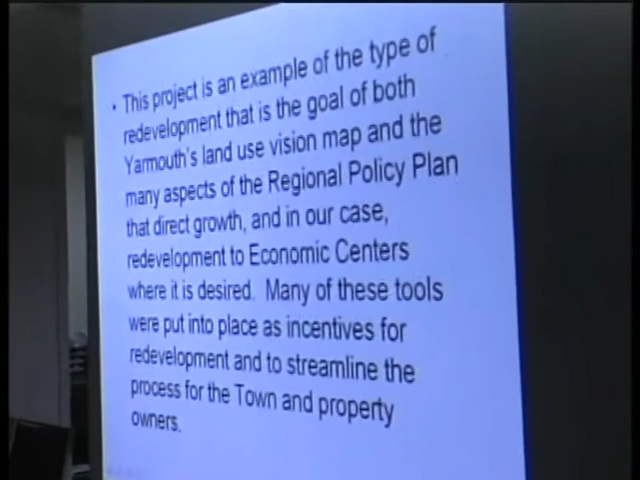 • This project is an example of the type of
redevelopment that is the goal of both
Yarmouth's land use vision map and the
many aspects of the Regional Policy Plan
that direct growth, and in our case,
redevelopment to Economic Centers
where it is desired. Many of these tools
were put into place as incentives for
redevelopment and to streamline the
process for the Town and property
owners.